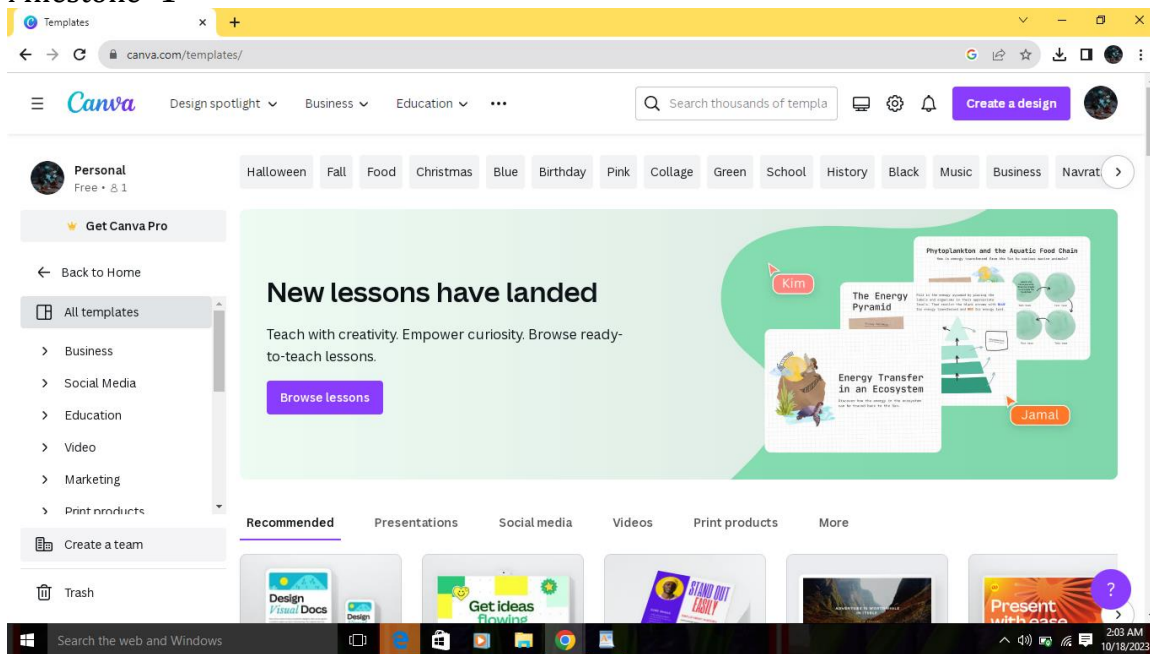 Templates
canva.com/templates/
Canva
Design spotlight Business Education
Search thousands of templa
Create a design
Personal
Free • 1
Get Canva Pro
Back to Home
All templates
Business
Social Media
Education
Video
Marketing
Print products
Create a team
Trash
Halloween Fall Food Christmas Blue Birthday Pink Collage Green School History Black Music Business Navrat
New lessons have landed
Teach with creativity. Empower curiosity. Browse ready-
to-teach lessons.
Browse lessons
Kim
Phytoplankton and the Aquatic Food Chain
The Energy
Pyramid
Energy Transfer
in an Ecosystem
Jamal
Recommended Presentations Social media Videos Print products More
Design
Visual Docs
Design
Get ideas
flowing
STAND OUT
EASILY
Present
with ease
?
Search the web and Windows
2:03 AM
10/18/2023